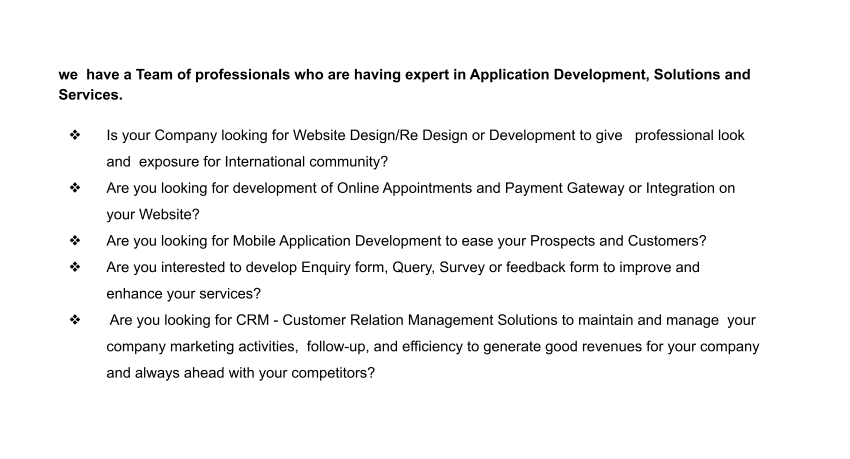 we  have a Team of professionals who are having expert in Application Development, Solutions and
Services.
❖ Is your Company looking for Website Design/Re Design or Development to give   professional look
and  exposure for International community?
❖ Are you looking for development of Online Appointments and Payment Gateway or Integration on
your Website?
❖ Are you looking for Mobile Application Development to ease your Prospects and Customers?
❖ Are you interested to develop Enquiry form, Query, Survey or feedback form to improve and
enhance your services?
❖ Are you looking for CRM - Customer Relation Management Solutions to maintain and manage  your
company marketing activities,  follow-up, and efficiency to generate good revenues for your company
and always ahead with your competitors?